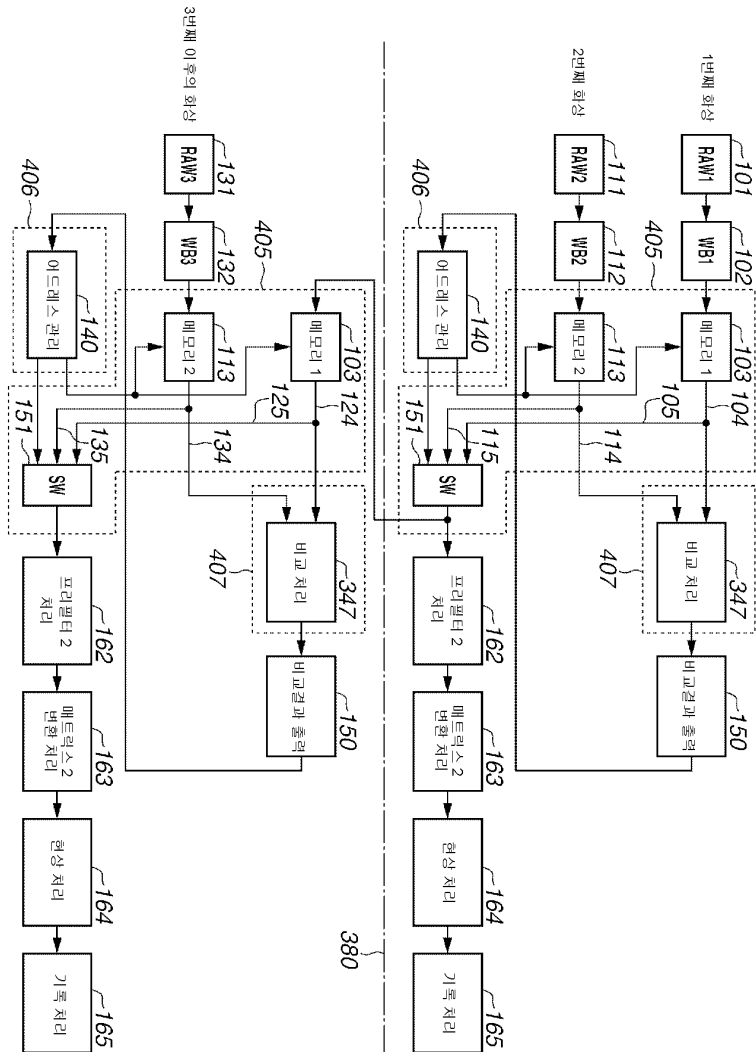 1번째 화상
RAW1
101
WB1
102
405
메모리 1
103
104
105
비교 처리
347
407
비교결과 출력
150
2번째 화상
RAW2
111
WB2
112
메모리 2
113
114
115
406
어드레스 관리
140
SW
151
프리필터 2
처리
162
매트릭스 2
변환 처리
163
현상 처리
164
기록 처리
165
380
3번째 이후의 화상
RAW3
131
WB3
132
405
메모리 1
103
124
125
비교 처리
347
407
비교결과 출력
150
메모리 2
113
134
135
406
어드레스 관리
140
SW
151
프리필터 2
처리
162
매트릭스 2
변환 처리
163
현상 처리
164
기록 처리
165